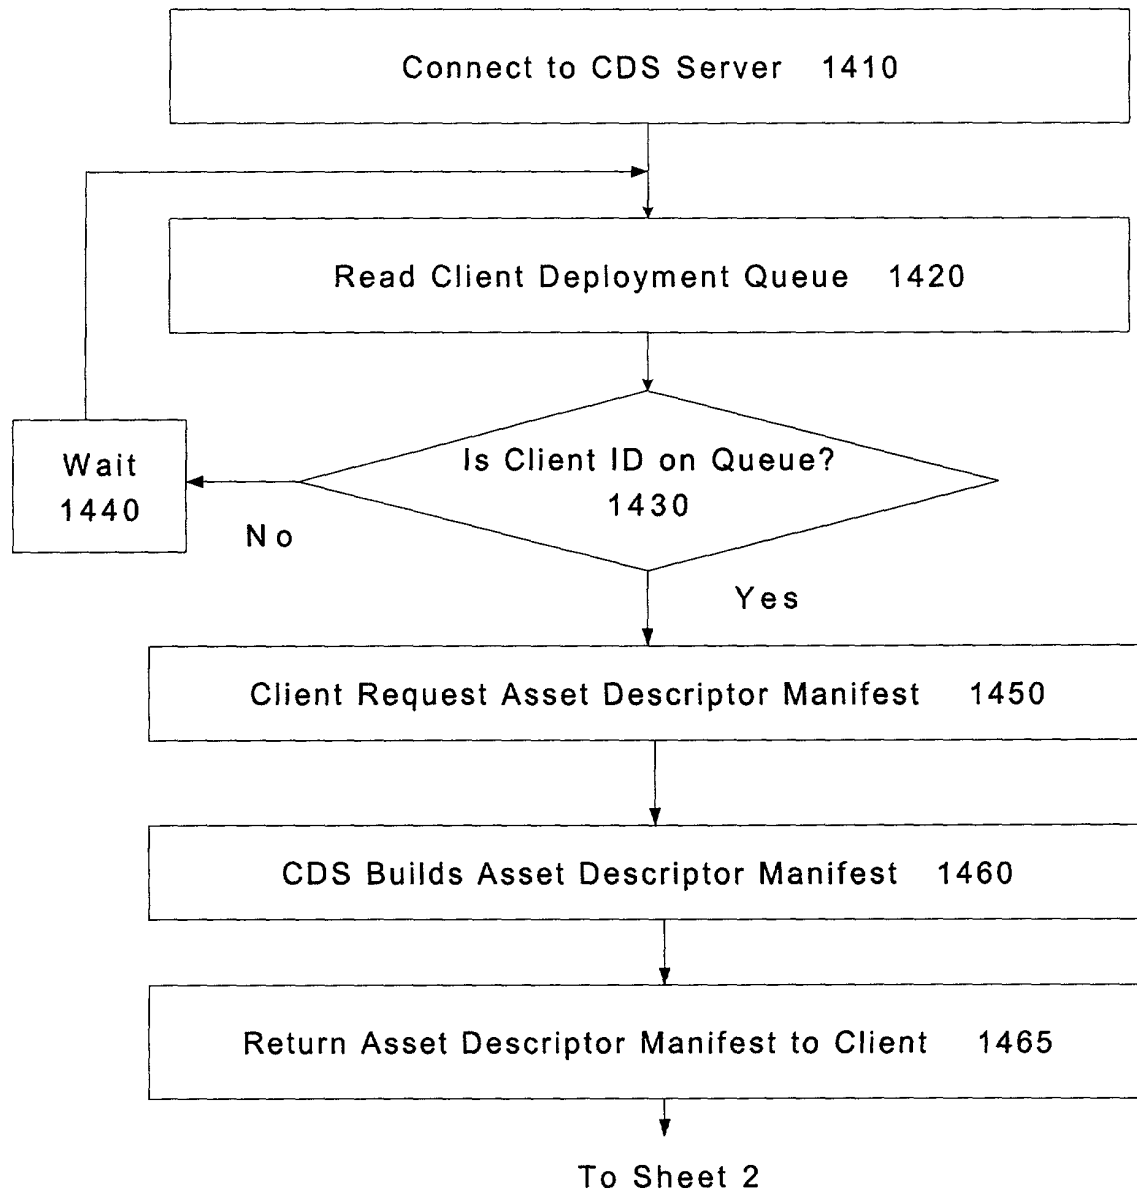 Connect to CDS Server 1410
Read Client Deployment Queue 1420
Is Client ID on Queue?
1430
Wait
1440
No
Yes
Client Request Asset Descriptor Manifest 1450
CDS Builds Asset Descriptor Manifest 1460
Return Asset Descriptor Manifest to Client 1465
To Sheet 2